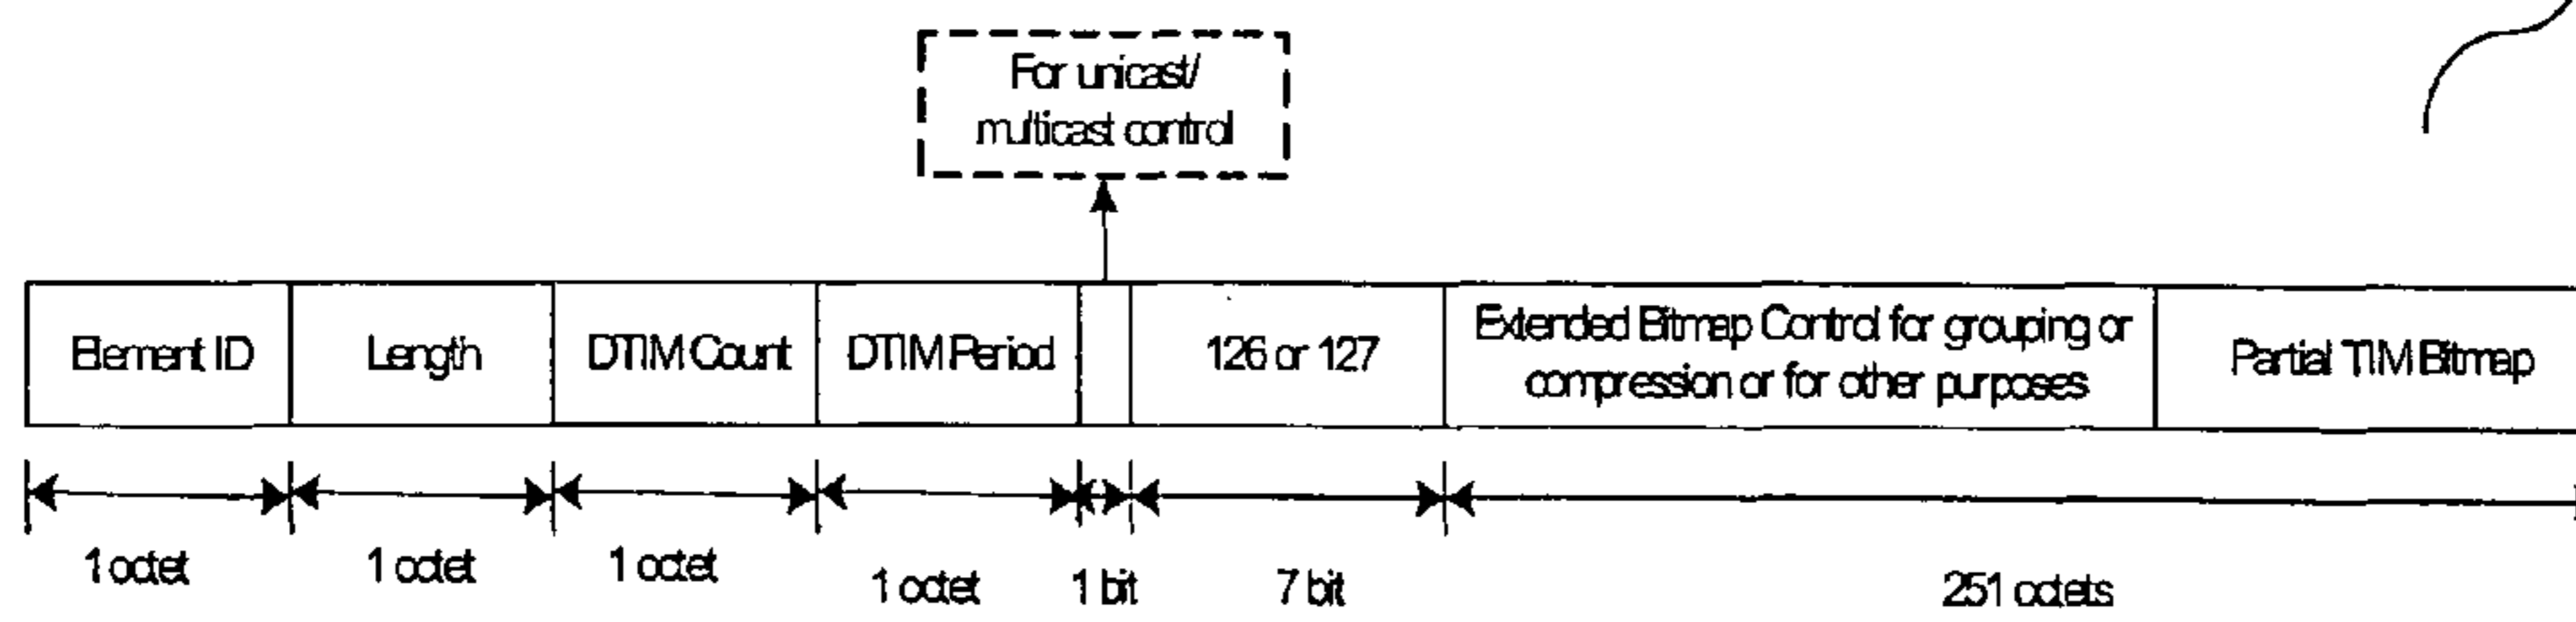 For unicast/
multicast control
Element ID
Length
DTIM Count
DTIM Period
126 or 127
Extended Bitmap Control for grouping or
compression or for other purposes
Partial TIM Bitmap
1 octet
1 octet
1 octet
1 octet
1 bit
7 bit
251 octets